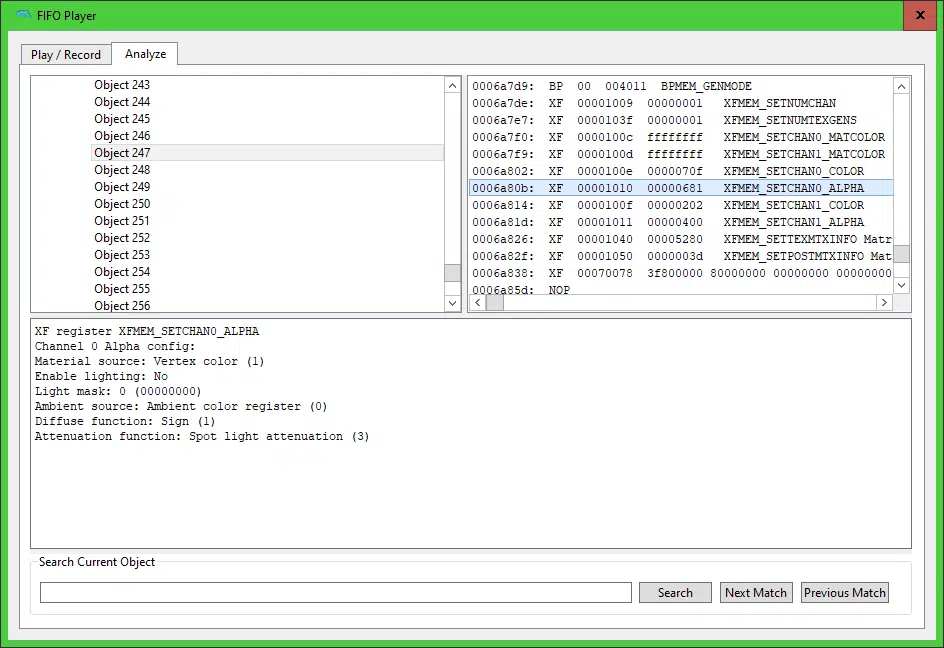 FIFO Player
x
Play / Record
Analyze
Object 243
Object 244
Object 245
Object 246
Object 247
Object 248
Object 249
Object 250
Object 251
Object 252
Object 253
Object 254
Object 255
Object 256
0006a7d9: BP 00 004011 BPMEM_GENMODE
0006a7de: XF 00001009 00000001 XFMEM_SETNUMCHAN
0006a7e7: XF 0000103f 00000001 XFMEM_SETNUMTEXGENS
0006a7f0: XF 0000100c ffffffff XFMEM_SETCHAN0_MATCOLOR
0006a7f9: XF 0000100d ffffffff XFMEM_SETCHAN1_MATCOLOR
0006a802: XF 0000100e 0000070f XFMEM_SETCHAN0_COLOR
0006a80b: XF 00001010 00000681 XFMEM_SETCHAN0_ALPHA
0006a814: XF 0000100f 00000202 XFMEM_SETCHAN1_COLOR
0006a81d: XF 00001011 00000400 XFMEM_SETCHAN1_ALPHA
0006a826: XF 00001040 00005280 XFMEM_SETTEXMTXINFO Matr
0006a82f: XF 00001050 0000003d XFMEM_SETPOSTMTXINFO Mat
0006a838: XF 00070078 3f800000 80000000 00000000 00000000
0006a85d: NOP
XF register XFMEM_SETCHAN0_ALPHA
Channel 0 Alpha config:
Material source: Vertex color (1)
Enable lighting: No
Light mask: 0 (00000000)
Ambient source: Ambient color register (0)
Diffuse function: Sign (1)
Attenuation function: Spot light attenuation (3)
Search Current Object
Search
Next Match
Previous Match